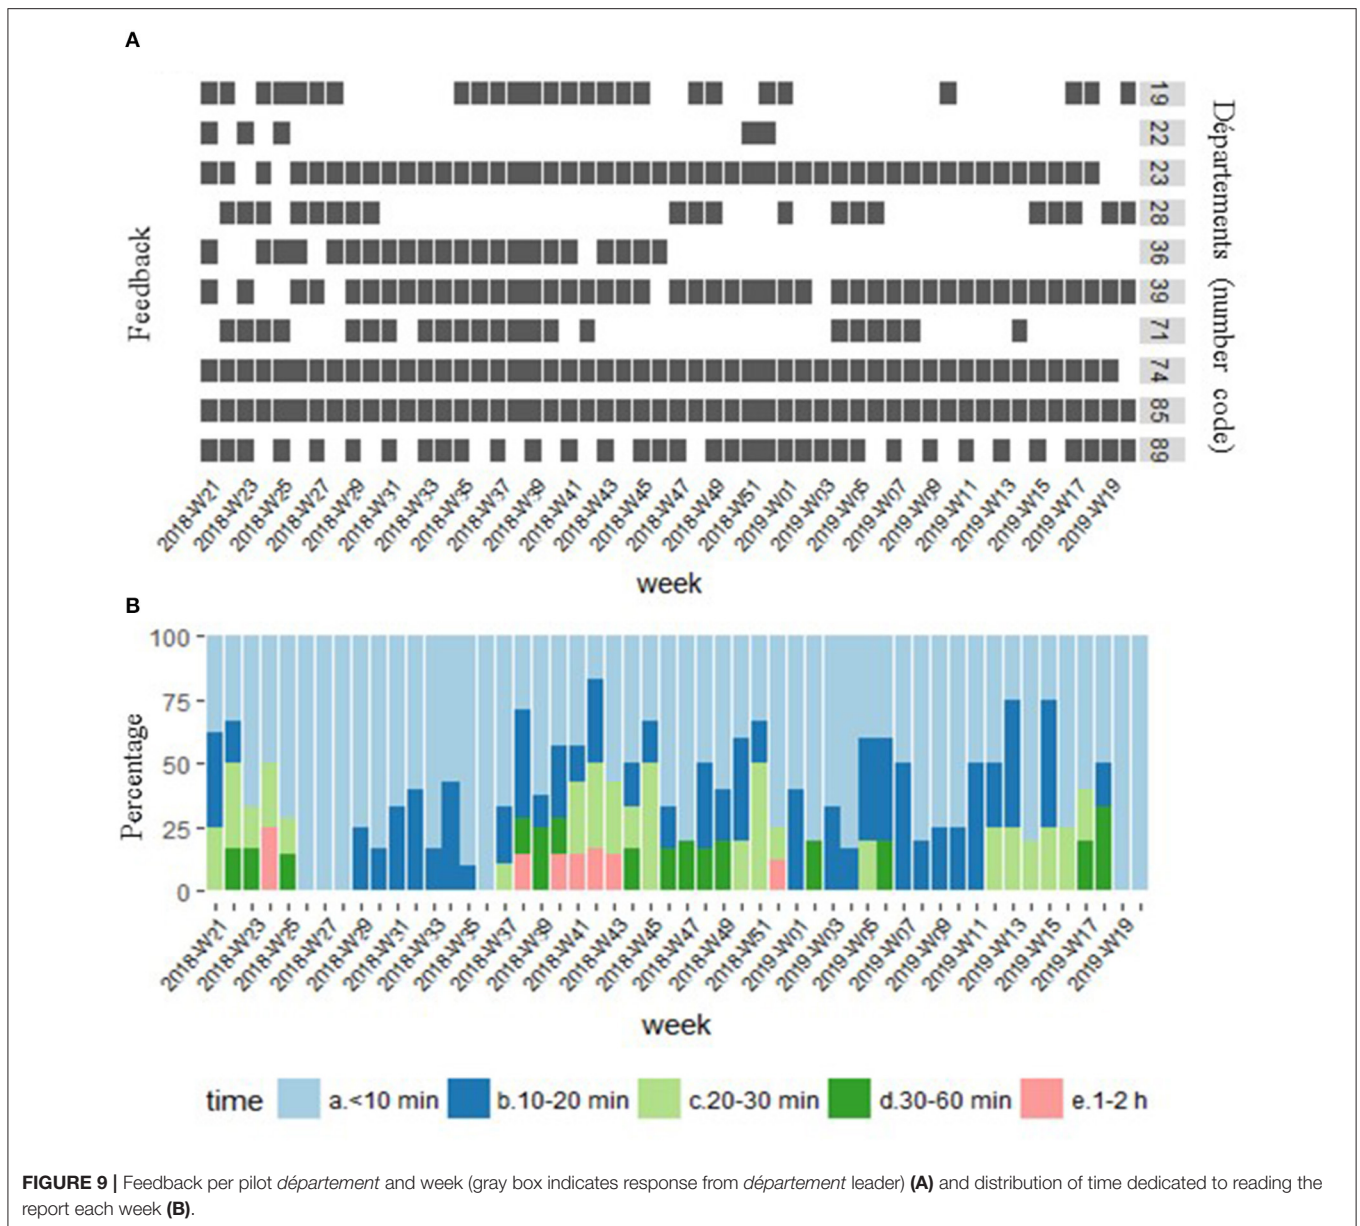 A
19
22
23
28
36
39
71
74
85
89
Départements (number code)
Feedback
2018-W21
2018-W23
2018-W25
2018-W27
2018-W29
2018-W31
2018-W33
2018-W35
2018-W37
2018-W39
2018-W41
2018-W43
2018-W45
2018-W47
2018-W49
2018-W51
2019-W01
2019-W03
2019-W05
2019-W07
2019-W09
2019-W11
2019-W13
2019-W15
2019-W17
2019-W19
week
B
100
75
50
25
0
Percentage
2018-W21
2018-W23
2018-W25
2018-W27
2018-W29
2018-W31
2018-W33
2018-W35
2018-W37
2018-W39
2018-W41
2018-W43
2018-W45
2018-W47
2018-W49
2018-W51
2019-W01
2019-W03
2019-W05
2019-W07
2019-W09
2019-W11
2019-W13
2019-W15
2019-W17
2019-W19
week
time a.<10 min b.10-20 min c.20-30 min d.30-60 min e.1-2 h
FIGURE 9 | Feedback per pilot département and week (gray box indicates response from département leader) (A) and distribution of time dedicated to reading the
report each week (B).